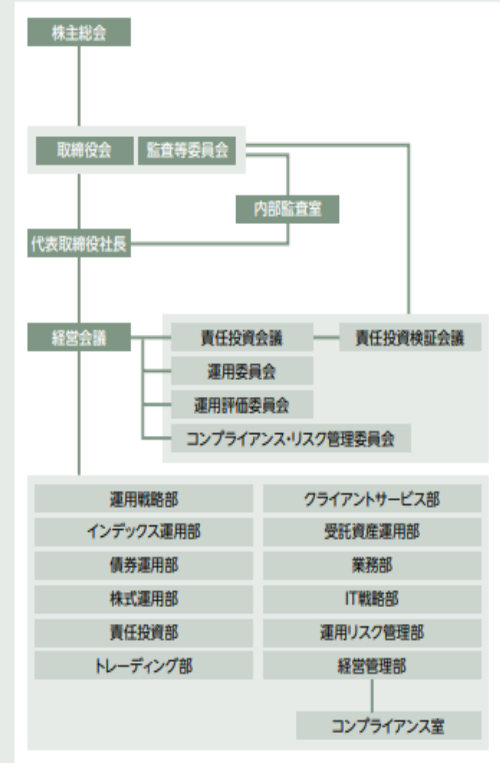 株主総会
取締役会
監査等委員会
内部監査室
代表取締役社長
経営会議
責任投資会議
責任投資検証会議
運用委員会
運用評価委員会
コンプライアンス・リスク管理委員会
運用戦略部
クライアントサービス部
インデックス運用部
受託資産運用部
債券運用部
業務部
株式運用部
IT戦略部
責任投資部
運用リスク管理部
トレーディング部
経営管理部
コンプライアンス室